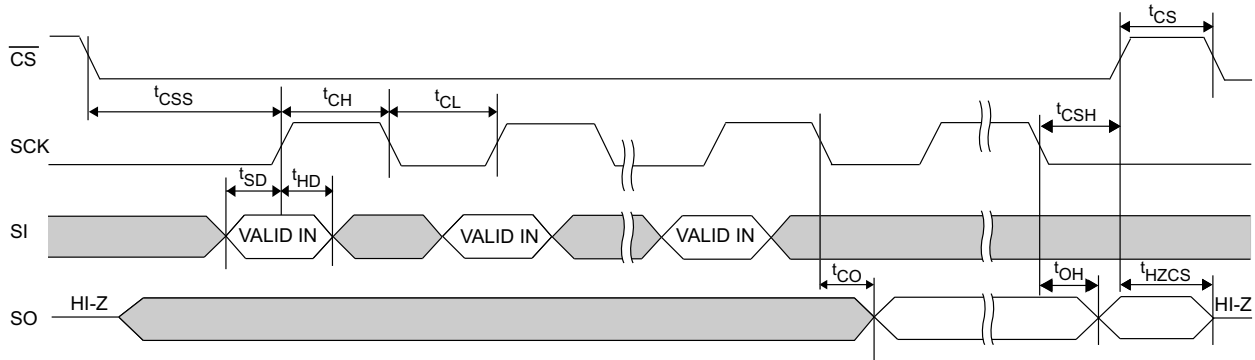 tCS
CS
tCSS
tCH
tCL
tCSH
SCK
tSD
tHD
SI
VALID IN
VALID IN
VALID IN
tCO
tOH
tHZCS
SO
HI-Z
HI-Z